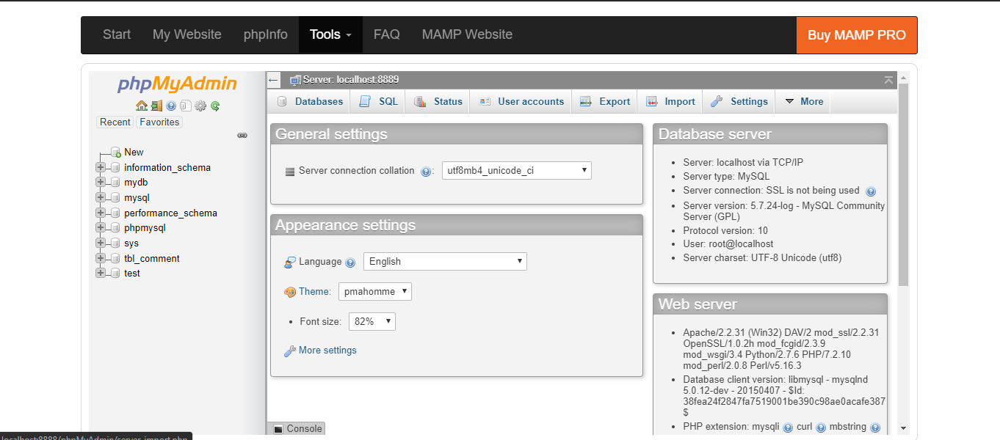 Start My Website phpInfo Tools FAQ MAMP Website Buy MAMP PRO
phpMyAdmin
Recent Favorites
New
information_schema
mydb
mysql
performance_schema
phpmysql
sys
tbl_comment
test
Server: localhost:8889
Databases SQL Status User accounts Export Import Settings More
General settings
Server connection collation : utf8mb4_unicode_ci
Appearance settings
Language English
Theme: pmahomme
Font size: 82%
More settings
Database server
Server: localhost via TCP/IP
Server type: MySQL
Server connection: SSL is not being used
Server version: 5.7.24-log - MySQL Community
Server (GPL)
Protocol version: 10
User: root@localhost
Server charset: UTF-8 Unicode (utf8)
Web server
Apache/2.2.31 (Win32) DAV/2 mod_ssl/2.2.31
OpenSSL/1.0.2h mod_fcgid/2.3.9
mod_wsgi/3.4 Python/2.7.6 PHP/7.2.10
mod_perl/2.0.8 Perl/v5.16.3
Database client version: libmysql - mysqlnd
5.0.12-dev - 20150407 - $Id:
38fea24f2847fa7519001be390c98ae0acafe387
$
PHP extension: mysqli curl mbstring
Console
localhost:8888/phpMyAdmin/server_import.php